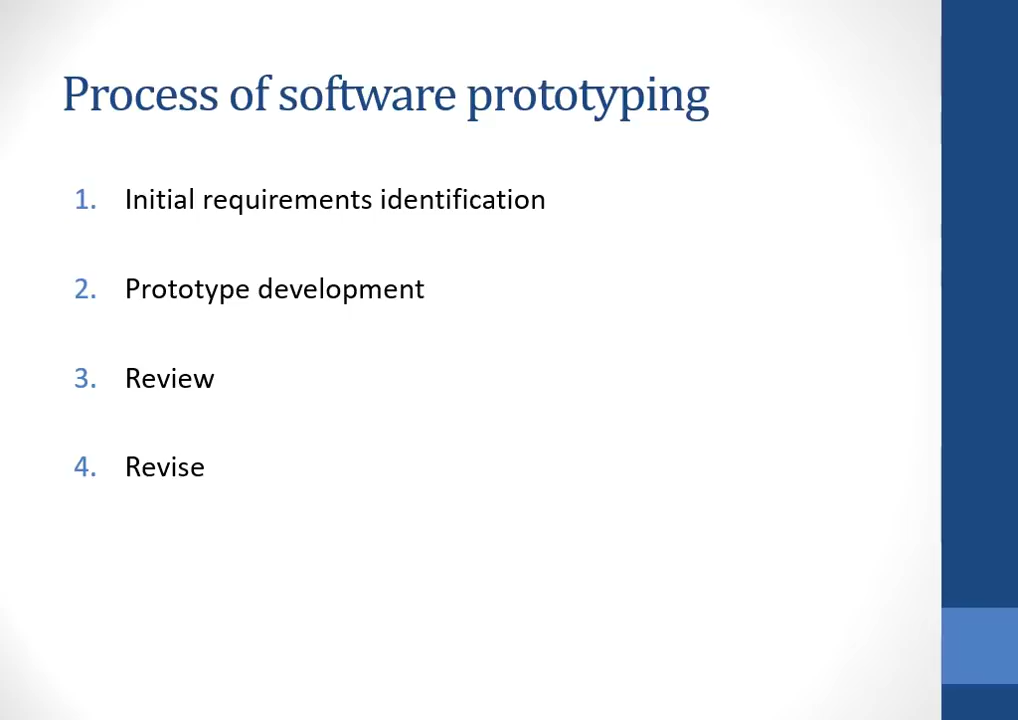 Process of software prototyping
1. Initial requirements identification
2. Prototype development
3. Review
4. Revise